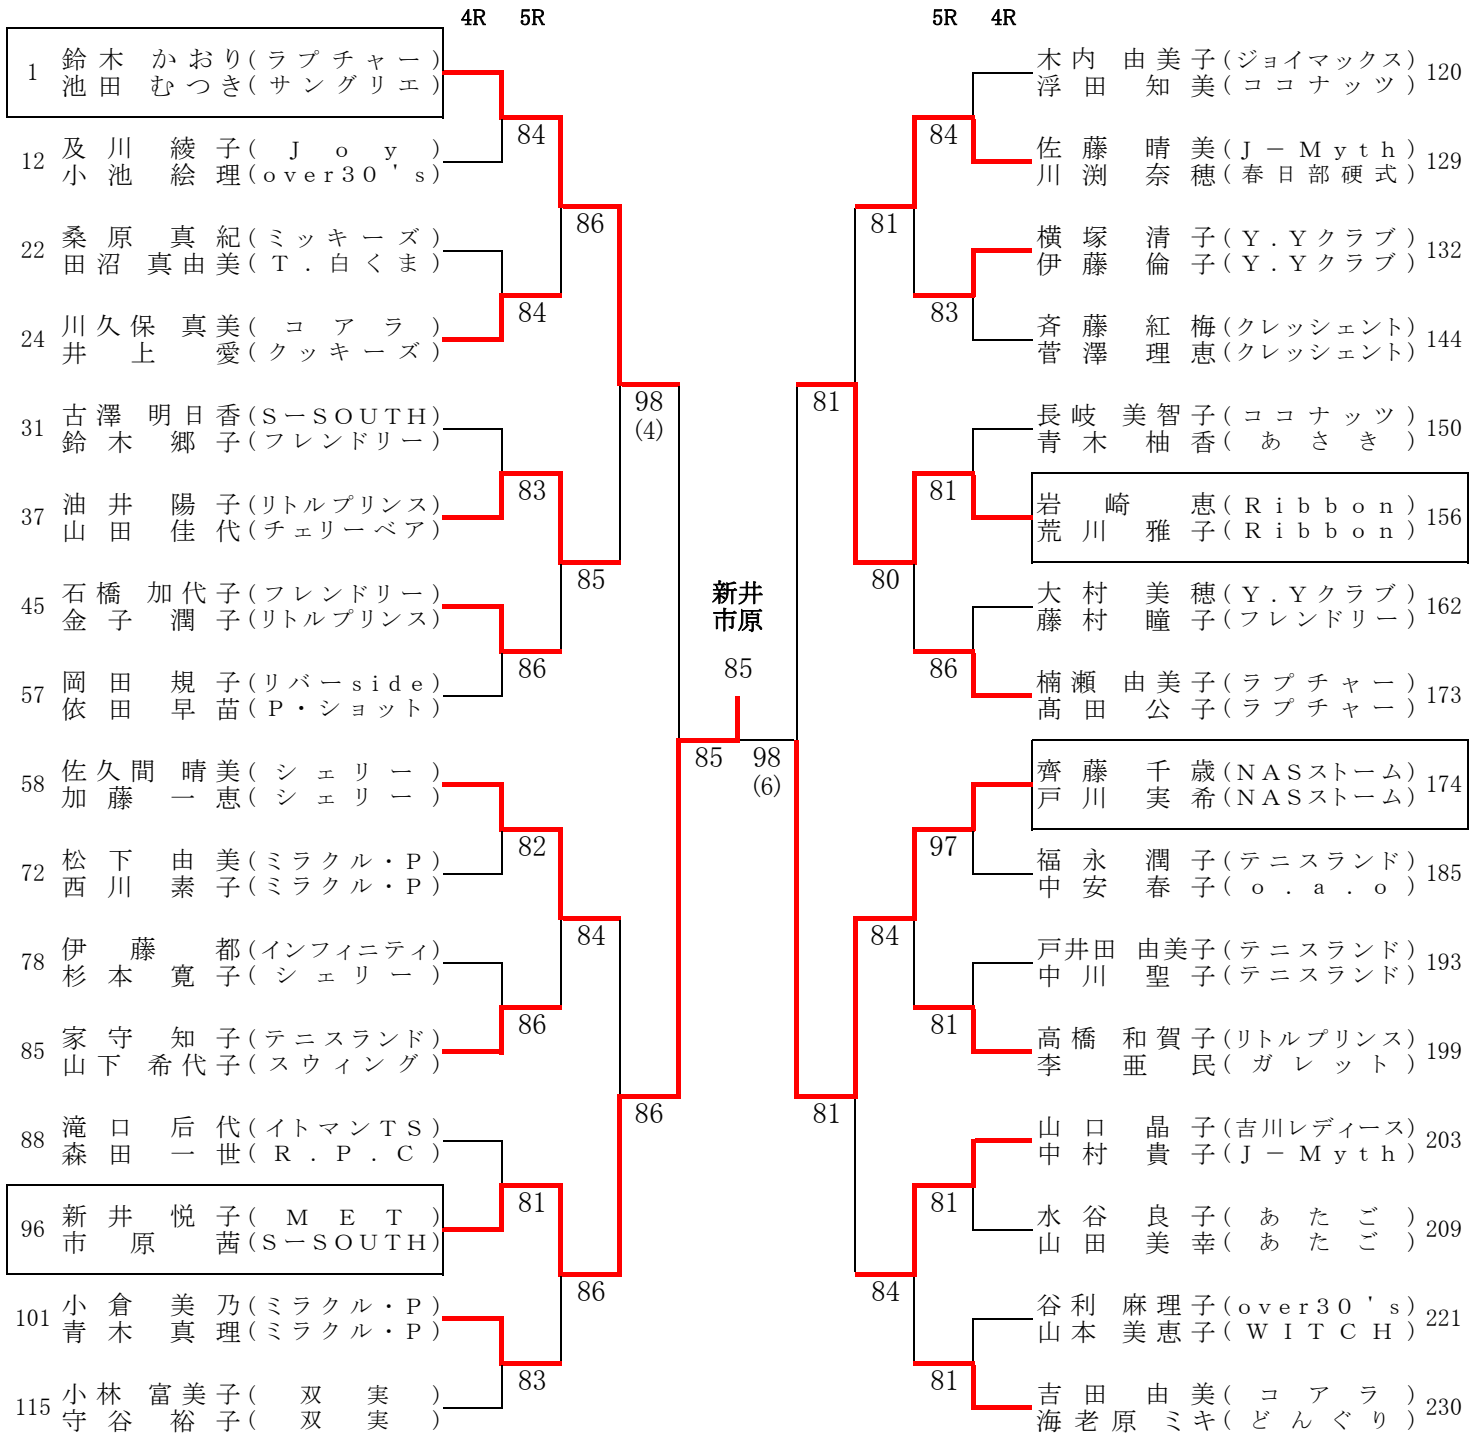 4R 5R
5R 4R
1 鈴木 かおり(ラプチャー)
池田 むつき(サングリエ)
12 及川 綾子(Joy)
小池 絵理(over30's)
22 桑原 真紀(ミッキーズ)
田沼 真由美(T.白くま)
24 川久保 真美(コアラ)
井上 愛(クッキーズ)
31 古澤 明日香(S-SOUTH)
鈴木 郷子(フレンドリー)
37 油井 陽子(リトルプリンス)
山田 佳代(チェリーベア)
45 石橋 加代子(フレンドリー)
金子 潤子(リトルプリンス)
57 岡田 規子(リバーside)
依田 早苗(P・ショット)
58 佐久間 晴美(シェリー)
加藤 一恵(シェリー)
72 松下 由美(ミラクル・P)
西川 素子(ミラクル・P)
78 伊藤 都(インフィニティ)
杉本 寛子(シェリー)
85 家守 知子(テニスランド)
山下 希代子(スウィング)
88 滝口 后代(イトマンTS)
森田 一世(R.P.C)
96 新井 悦子(MET)
市原 茜(S-SOUTH)
101 小倉 美乃(ミラクル・P)
青木 真理(ミラクル・P)
115 小林 富美子(双実)
守谷 裕子(双実)
84
84
83
86
82
86
81
83
86
85
84
86
98
(4)
86
85
新井
市原
85
98
(6)
81
81
81
80
84
84
84
83
81
86
97
81
81
81
木内 由美子(ジョイマックス) 120
浮田 知美(ココナッツ)
佐藤 晴美(J-Myth) 129
川渕 奈穂(春日部硬式)
横塚 清子(Y.Yクラブ) 132
伊藤 倫子(Y.Yクラブ)
斉藤 紅梅(クレッシェント) 144
菅澤 理恵(クレッシェント)
長岐 美智子(ココナッツ) 150
青木 柚香(あさき)
岩崎 恵(Ribbon) 156
荒川 雅子(Ribbon)
大村 美穂(Y.Yクラブ) 162
藤村 瞳子(フレンドリー)
楠瀬 由美子(ラプチャー) 173
髙田 公子(ラプチャー)
齊藤 千歳(NASストーム) 174
戸川 実希(NASストーム)
福永 潤子(テニスランド) 185
中安 春子(o.a.o)
戸井田 由美子(テニスランド) 193
中川 聖子(テニスランド)
高橋 和賀子(リトルプリンス) 199
李 亜民(ガレット)
山口 晶子(吉川レディース) 203
中村 貴子(J-Myth)
水谷 良子(あたご) 209
山田 美幸(あたご)
谷利 麻理子(over30's) 221
山本 美恵子(WITCH)
吉田 由美(コアラ) 230
海老原 ミキ(どんぐり)